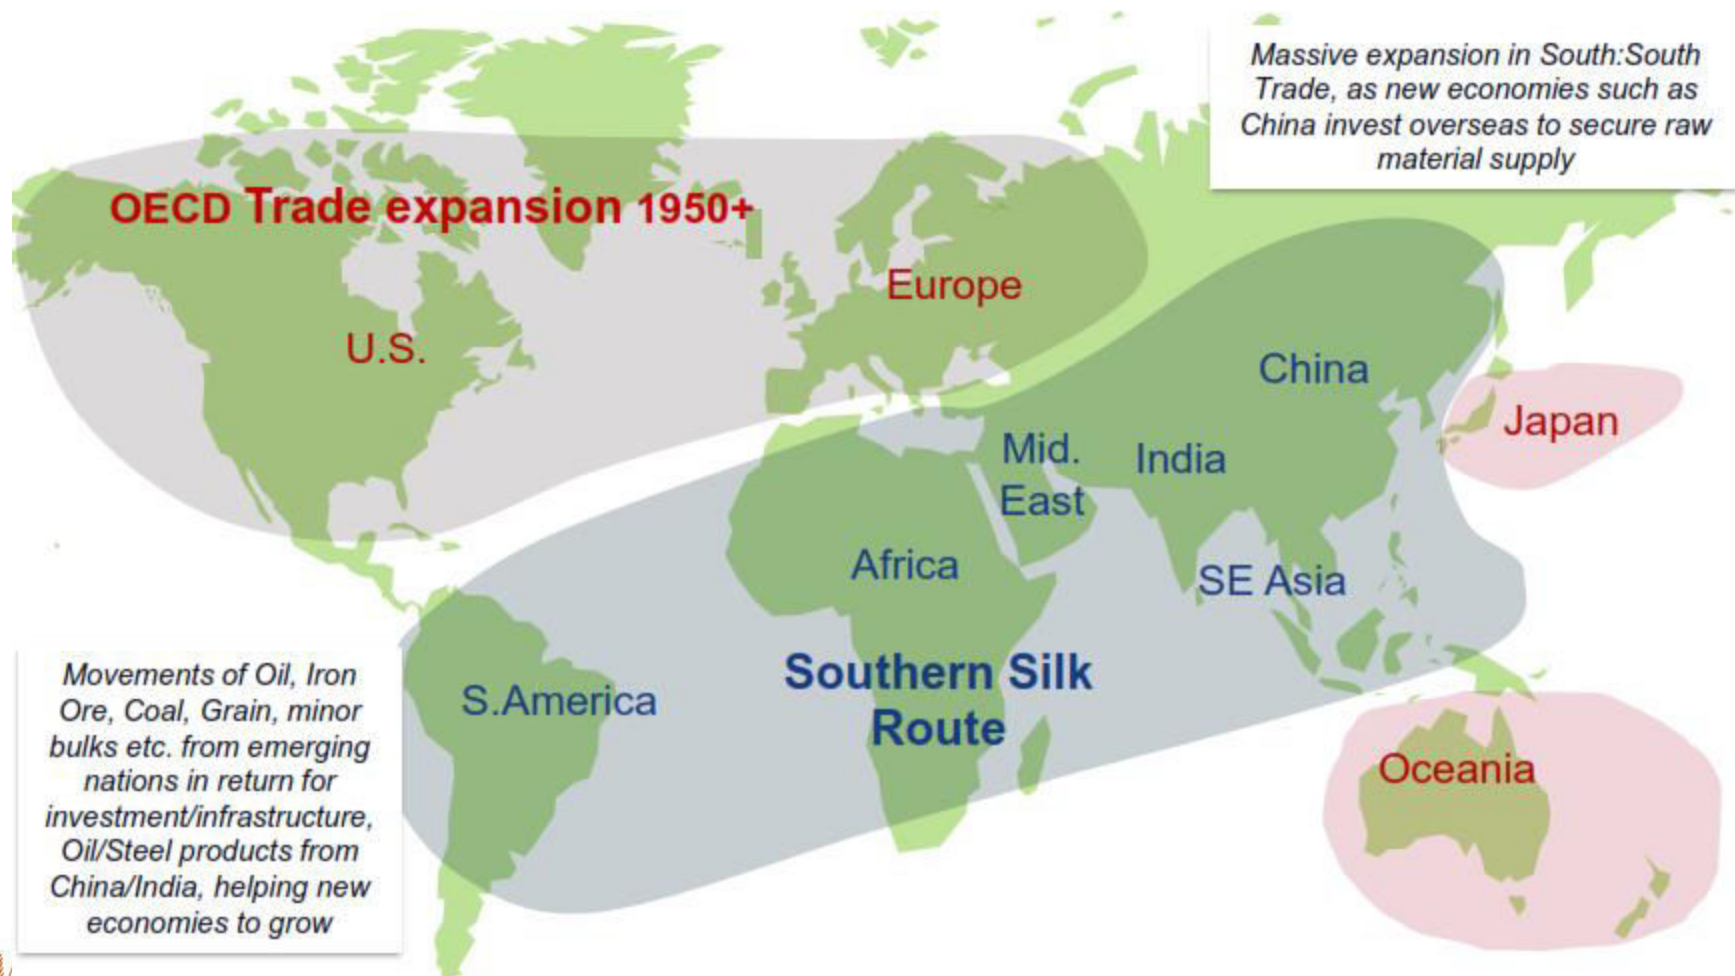 Massive expansion in South:South
Trade, as new economies such as
China invest overseas to secure raw
material supply
OECD Trade expansion 1950+
Europe
U.S.
China
Japan
Mid.
East
India
Africa
SE Asia
Southern Silk
Route
S.America
Oceania
Movements of Oil, Iron
Ore, Coal, Grain, minor
bulks etc. from emerging
nations in return for
investment/infrastructure,
Oil/Steel products from
China/India, helping new
economies to grow